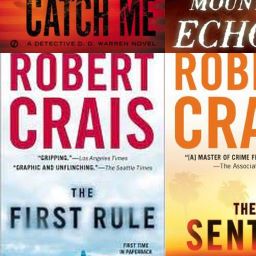 CATCH ME
A DETECTIVE D. D. WARREN NOVEL
ROBERT
CRAIS
"GRIPPING."—Los Angeles Times
"GRAPHIC AND UNFLINCHING."—The Seattle Times
THE
FIRST RULE
FIRST TIME
IN PAPERBACK
MOUN
ECHO
ROB
CRA
"(A) MASTER OF CRIME F
—The Associa
THE
SENT